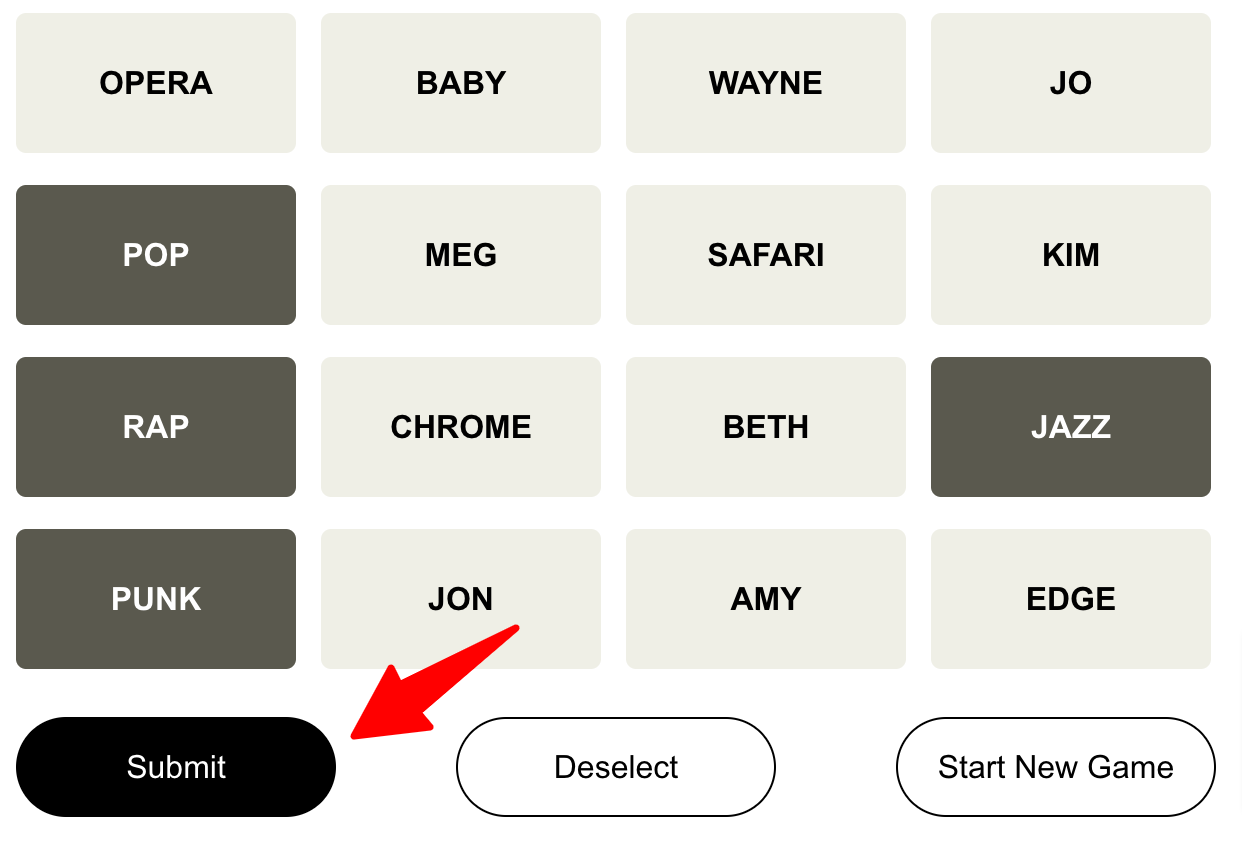 OPERA BABY WAYNE JO
POP MEG SAFARI KIM
RAP CHROME BETH JAZZ
PUNK JON AMY EDGE
Submit Deselect Start New Game